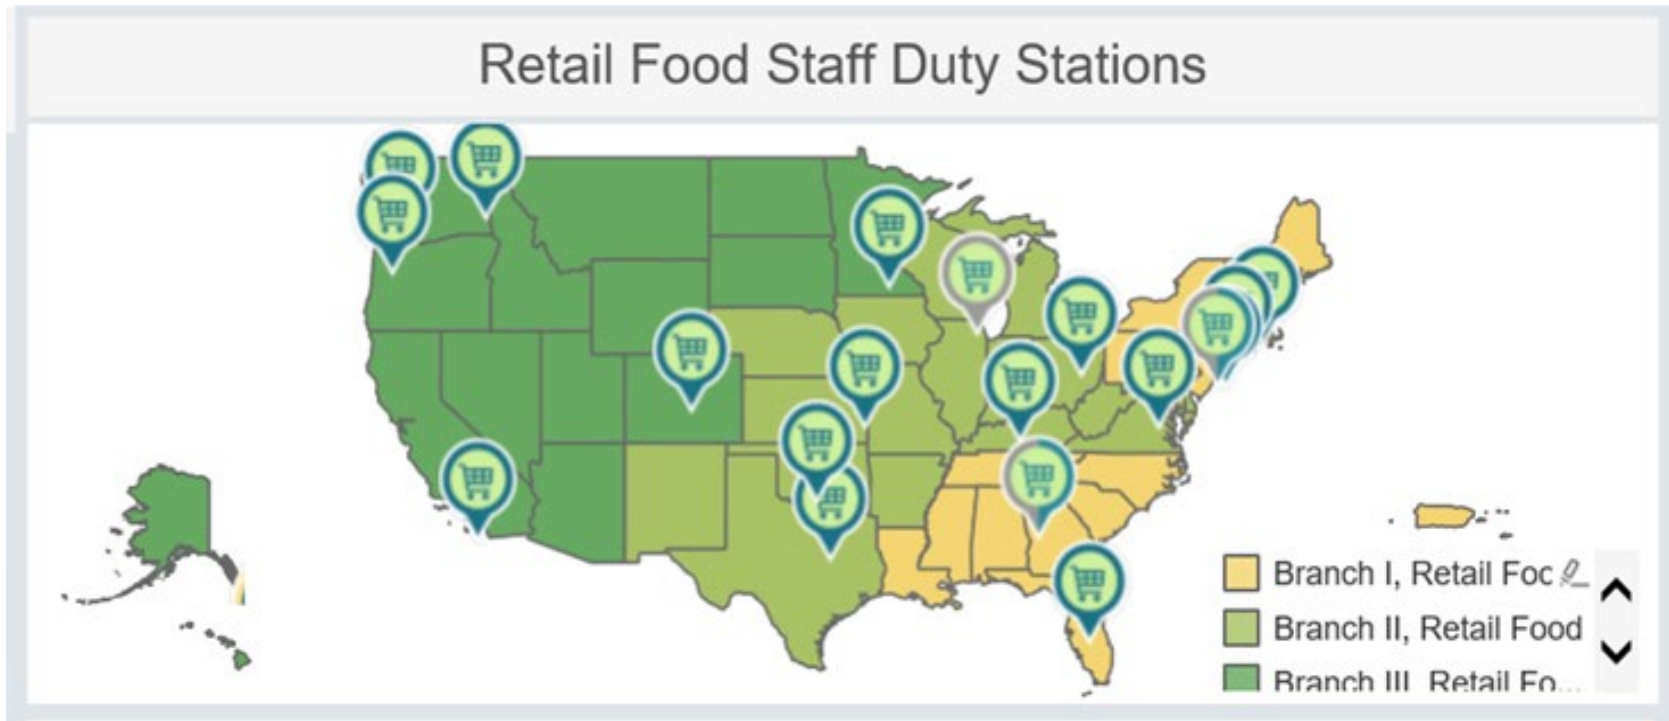 Retail Food Staff Duty Stations
Branch I, Retail Foc
Branch II, Retail Food
Branch III, Retail Fo...